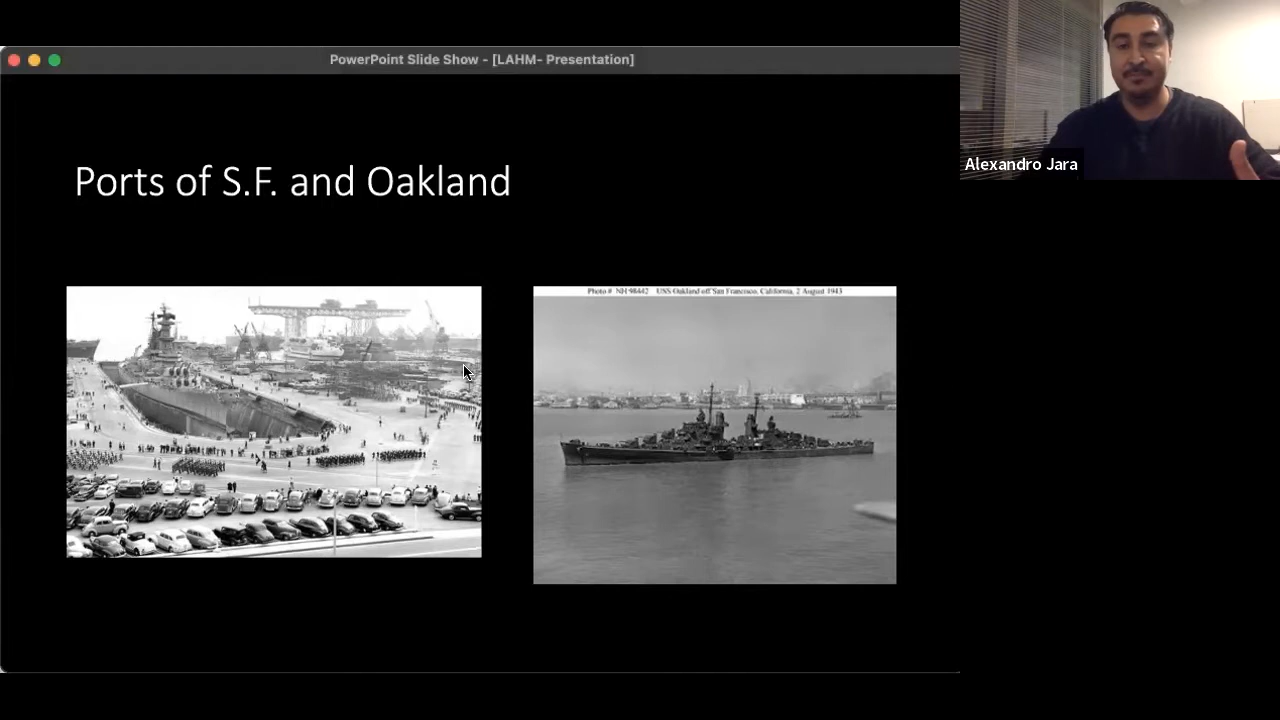 PowerPoint Slide Show - [LAHM- Presentation]
Alexandro Jara
Ports of S.F. and Oakland
Photo # NH 98442 USS Oakland off San Francisco, California, 2 August 1943